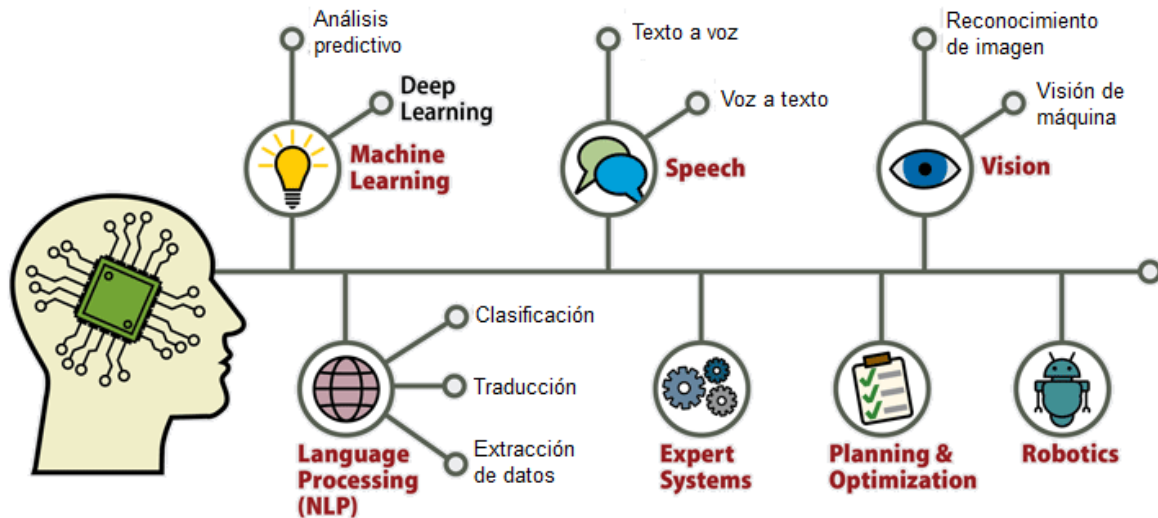 Análisis
predictivo
Deep
Learning
Machine
Learning
Texto a voz
Voz a texto
Speech
Reconocimiento
de imagen
Visión de
máquina
Vision
Clasificación
Traducción
Extracción
de datos
Language
Processing
(NLP)
Expert
Systems
Planning &
Optimization
Robotics